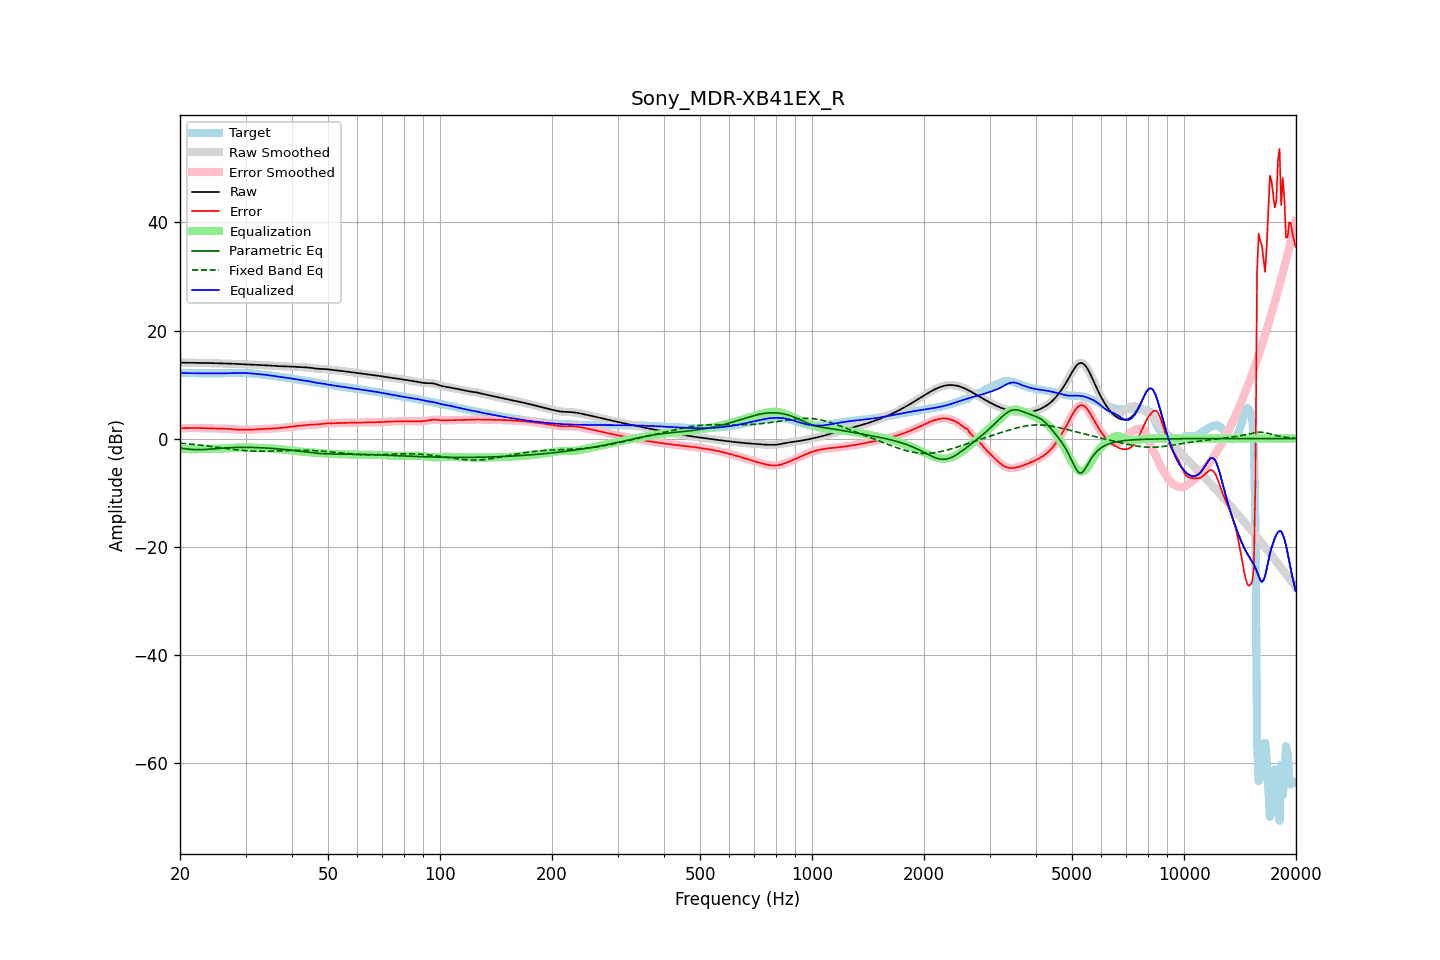 Sony_MDR-XB41EX_R
Target
Raw Smoothed
Error Smoothed
Raw
Error
Equalization
Parametric Eq
Fixed Band Eq
Equalized
Amplitude (dBr)
40
20
0
−20
−40
−60
20
50
100
200
500
1000
2000
5000
10000
20000
Frequency (Hz)